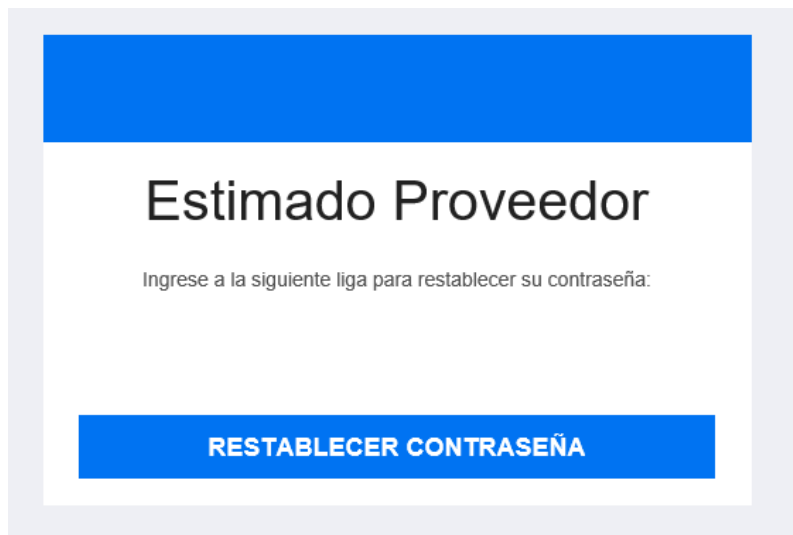 Estimado Proveedor
Ingrese a la siguiente liga para restablecer su contraseña:
RESTABLECER CONTRASEÑA